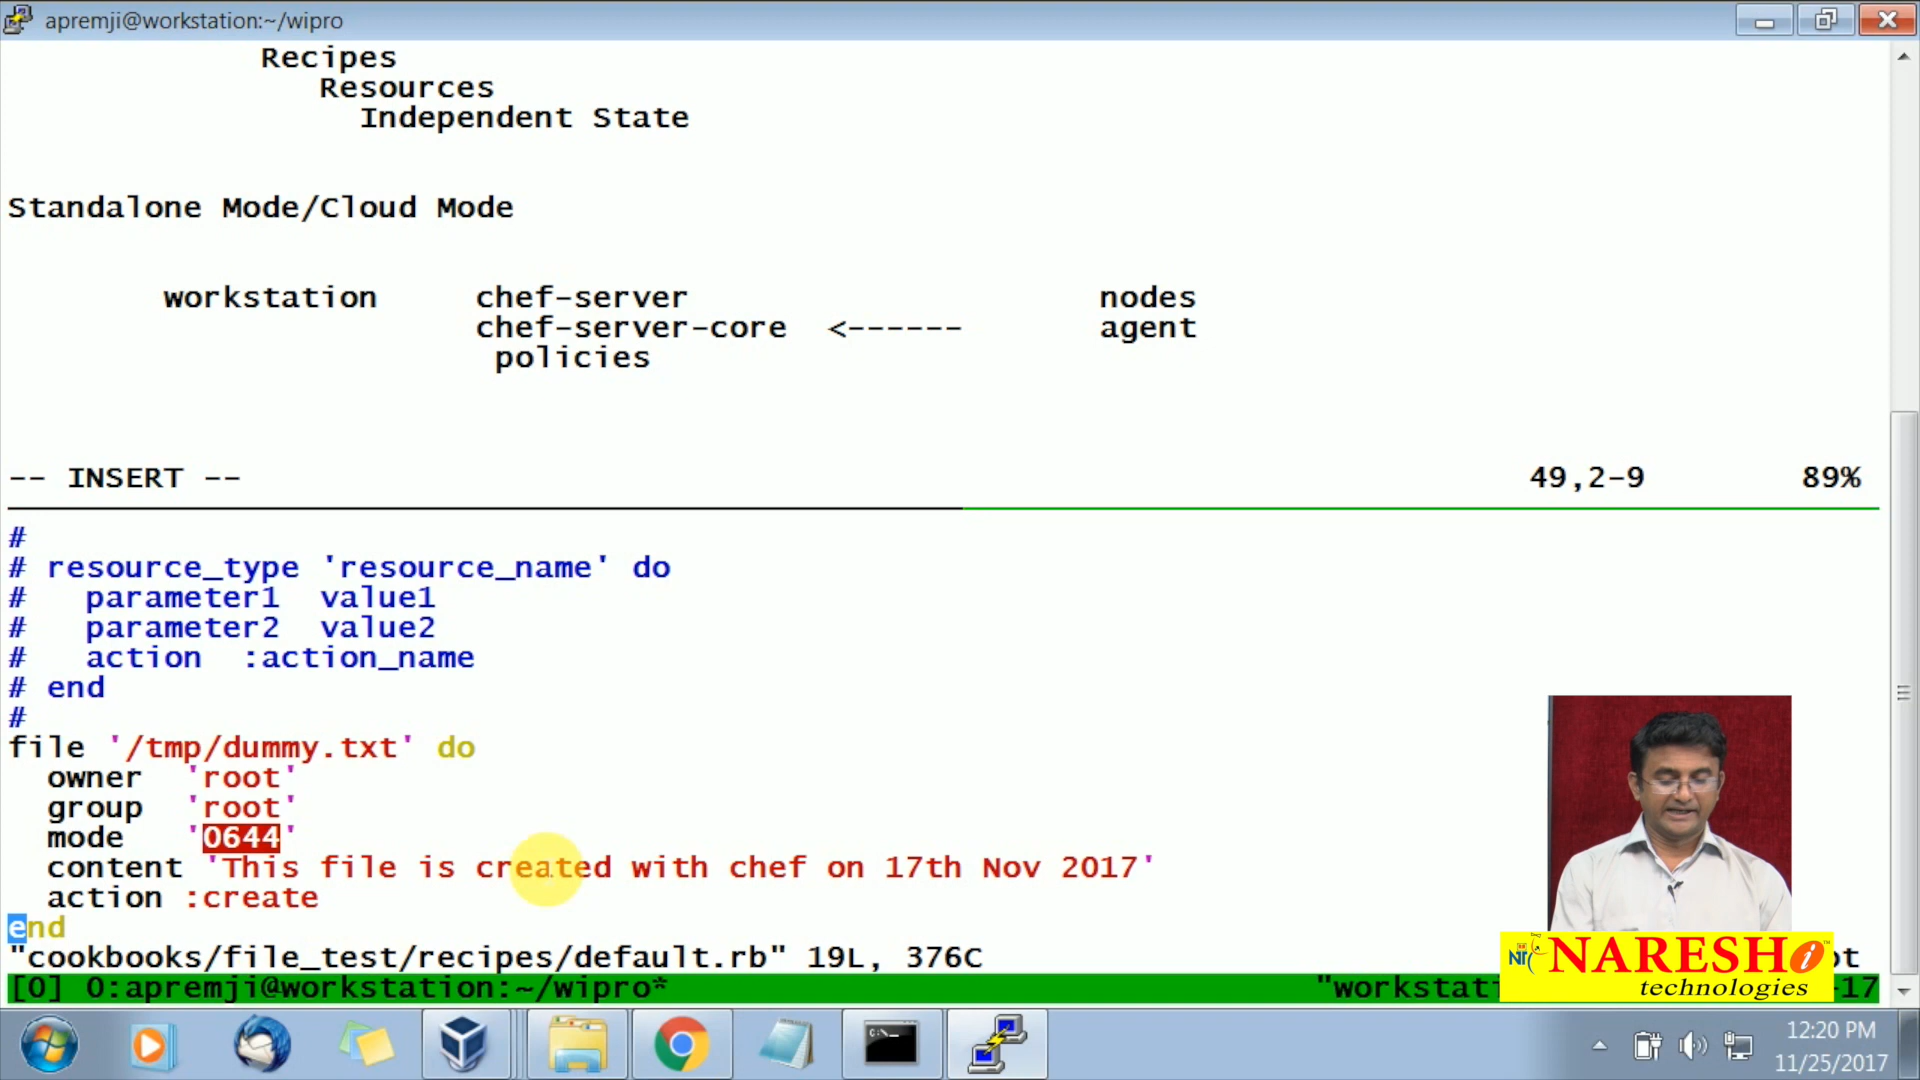 apremji@workstation:~/wipro
Recipes
Resources
Independent State
Standalone Mode/Cloud Mode
workstation chef-server nodes
chef-server-core <------ agent
policies
-- INSERT -- 49,2-9 89%
#
# resource_type 'resource_name' do
# parameter1 value1
# parameter2 value2
# action :action_name
# end
#
file '/tmp/dummy.txt' do
owner 'root'
group 'root'
mode '0644'
content 'This file is created with chef on 17th Nov 2017'
action :create
end
"cookbooks/file_test/recipes/default.rb" 19L, 376C
[0] 0:apremji@workstation:~/wipro*
NARESH i
technologies
12:20 PM
11/25/2017